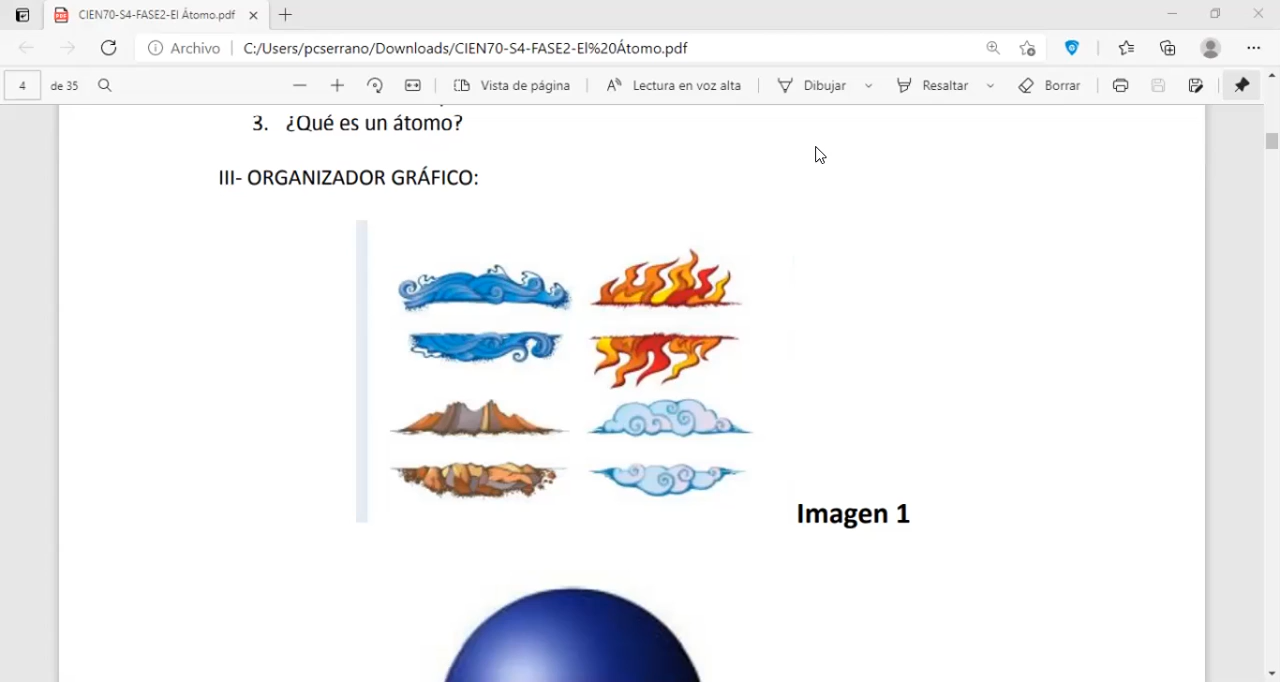 CIEN70-S4-FASE2-El Átomo.pdf
Archivo C:/Users/pcserrano/Downloads/CIEN70-S4-FASE2-El%20Átomo.pdf
4 de 35 Vista de página Lectura en voz alta Dibujar Resaltar Borrar
3. ¿Qué es un átomo?
III- ORGANIZADOR GRÁFICO:
Imagen 1